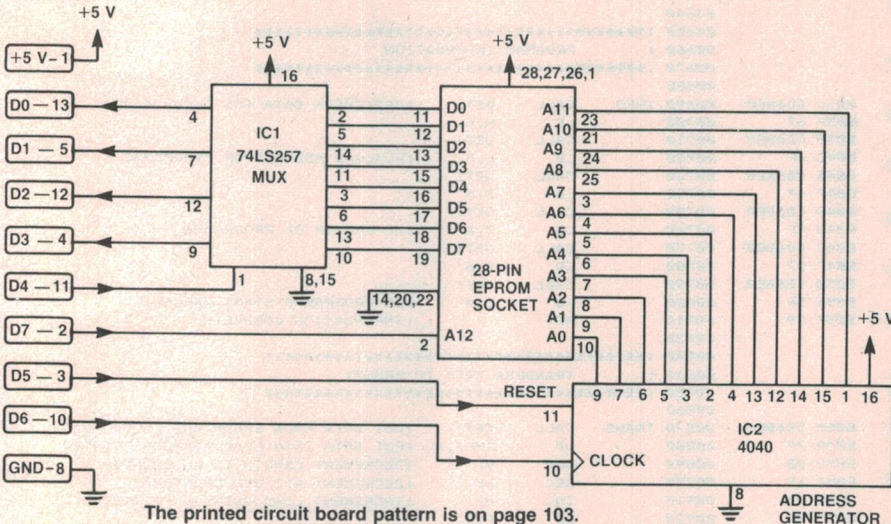 +5 V
+5 V-1
D0-13
D1-5
D2-12
D3-4
D4-11
D7-2
D5-3
D6-10
GND-8
+5 V
16
4
7
12
9
IC1
74LS257
MUX
2
5
14
11
3
6
13
10
1
8,15
+5 V
28,27,26,1
11
12
13
15
16
17
18
19
D0
D1
D2
D3
D4
D5
D6
D7
28-PIN
EPROM
SOCKET
14,20,22
A12
2
A11
A10
A9
A8
A7
A6
A5
A4
A3
A2
A1
A0
23
21
24
25
3
4
5
6
7
8
9
10
+5 V
9 7 6 5 3 2 4 13 12 14 15 1 16
RESET
11
10
CLOCK
IC2
4040
8
ADDRESS
GENERATOR
The printed circuit board pattern is on page 103.